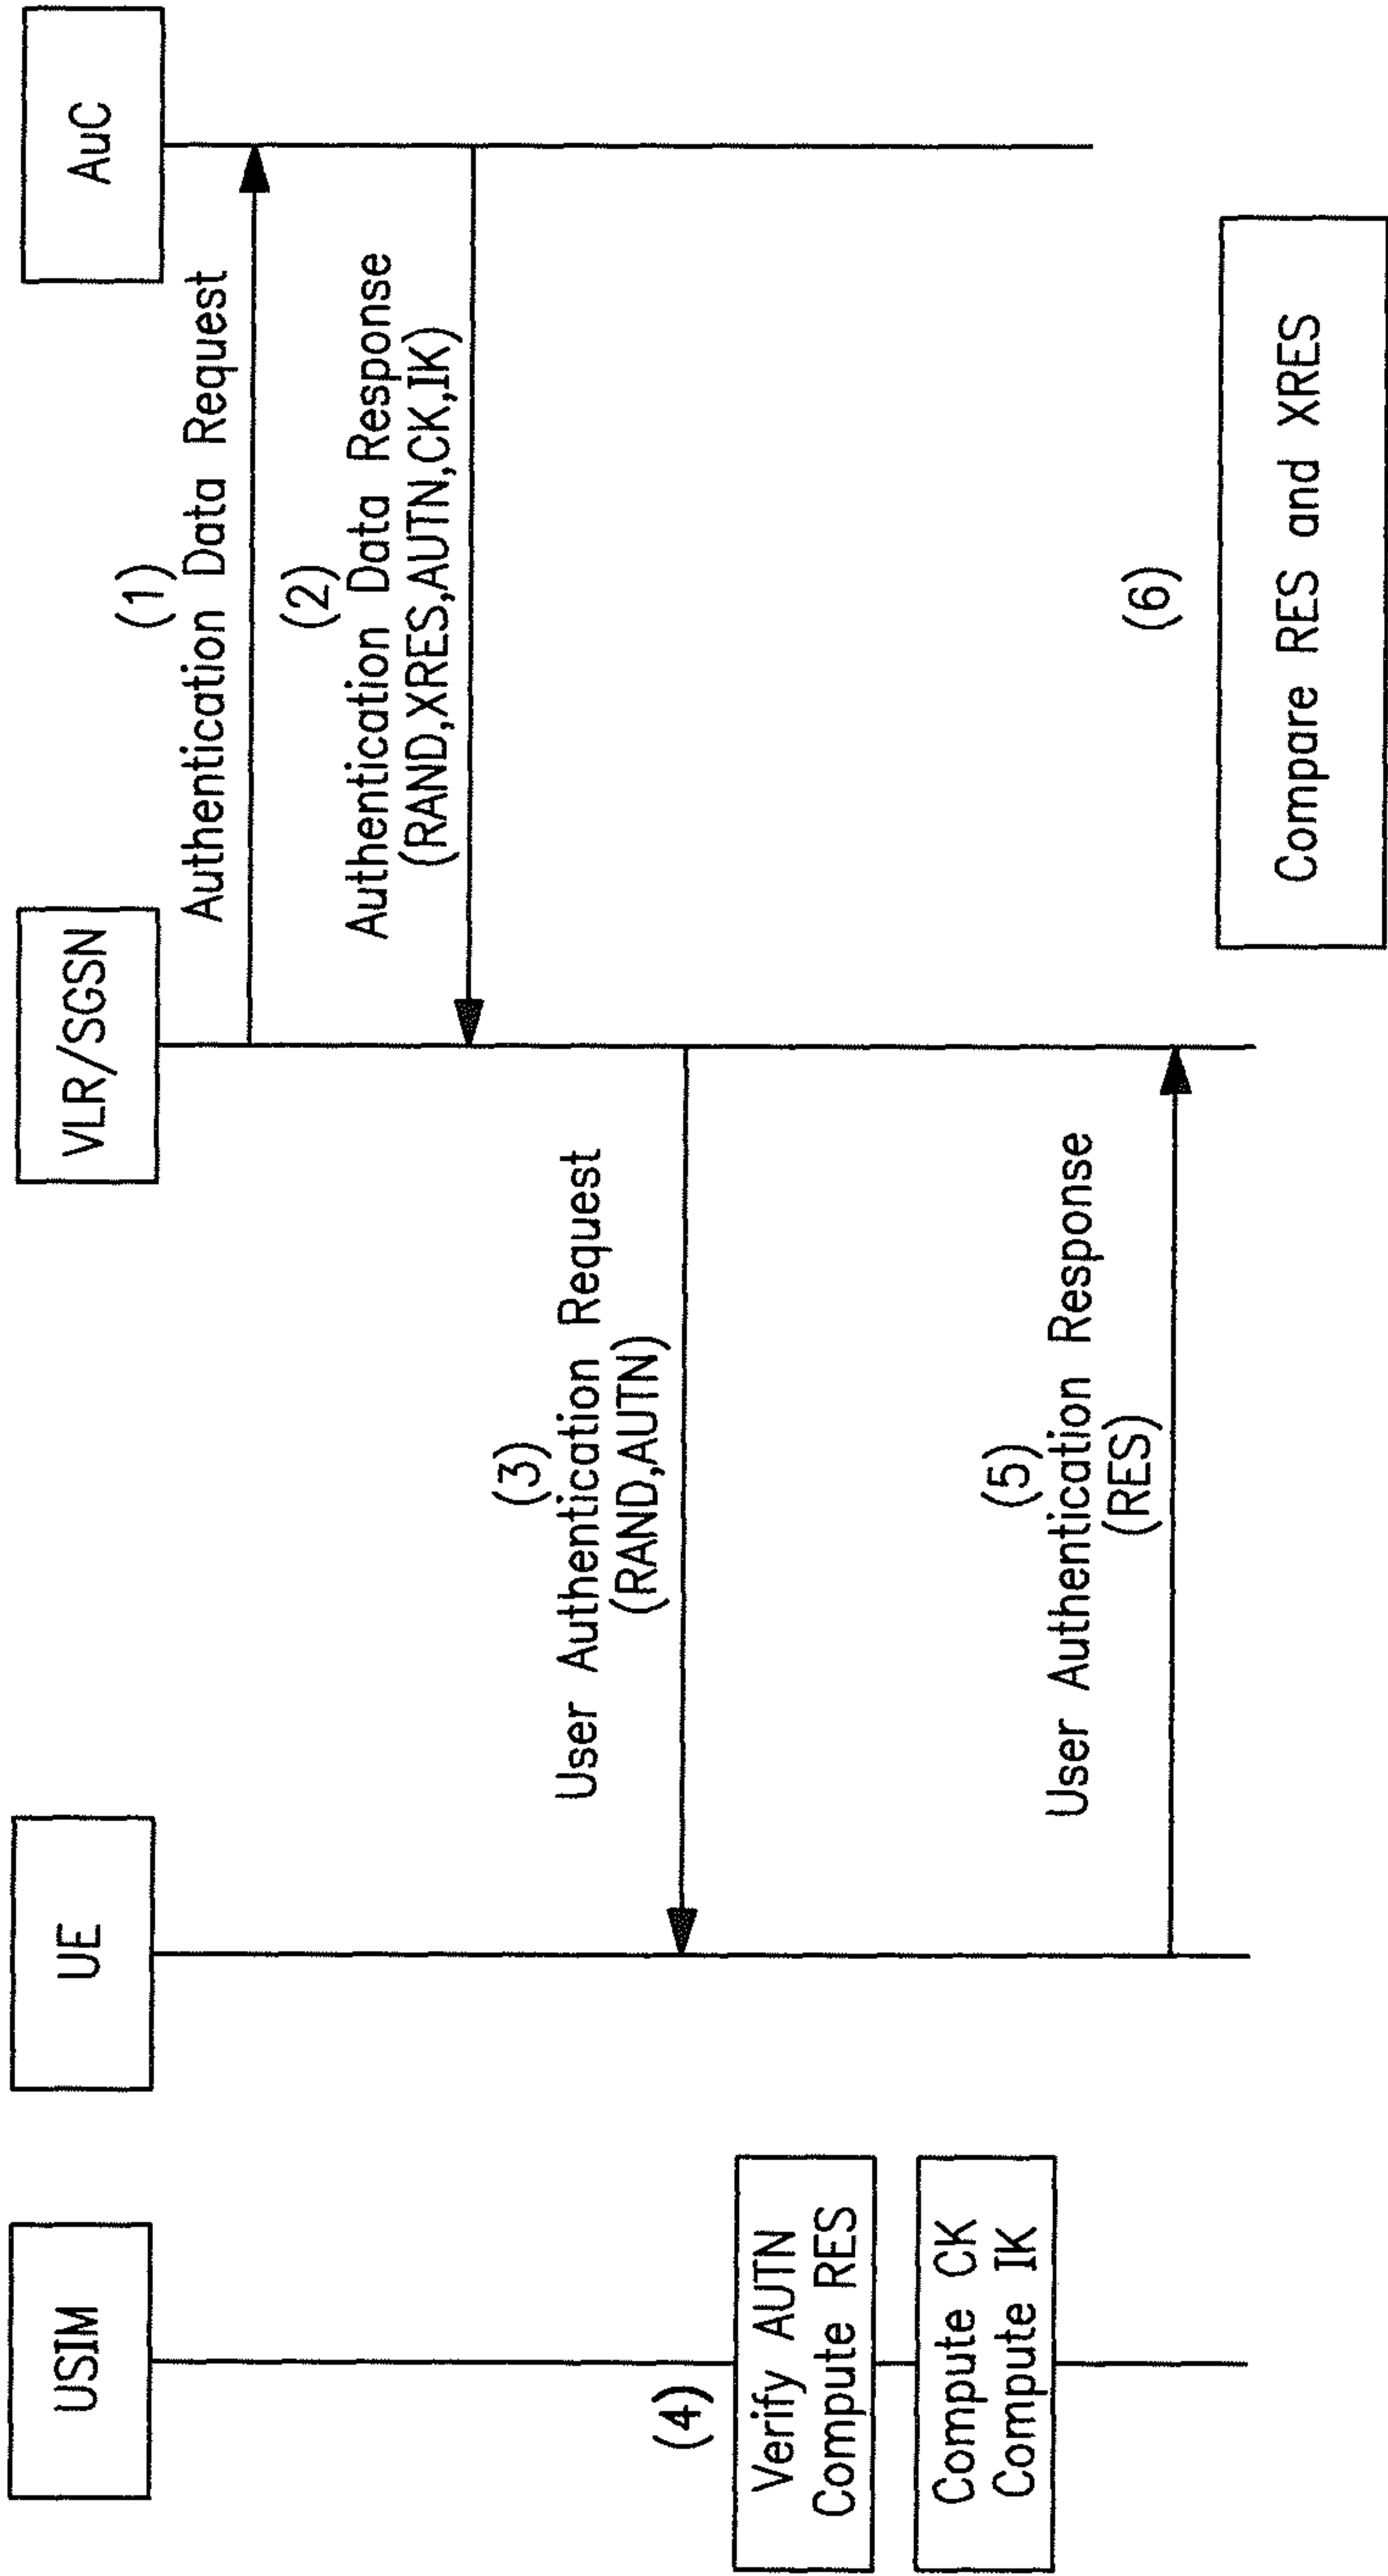 USIM
UE
VLR/SGSN
AuC
(1)
Authentication Data Request
(2)
Authentication Data Response
(RAND,XRES,AUTN,CK,IK)
(3)
User Authentication Request
(RAND,AUTN)
(4)
Verify AUTN
Compute RES
Compute CK
Compute IK
(5)
User Authentication Response
(RES)
(6)
Compare RES and XRES